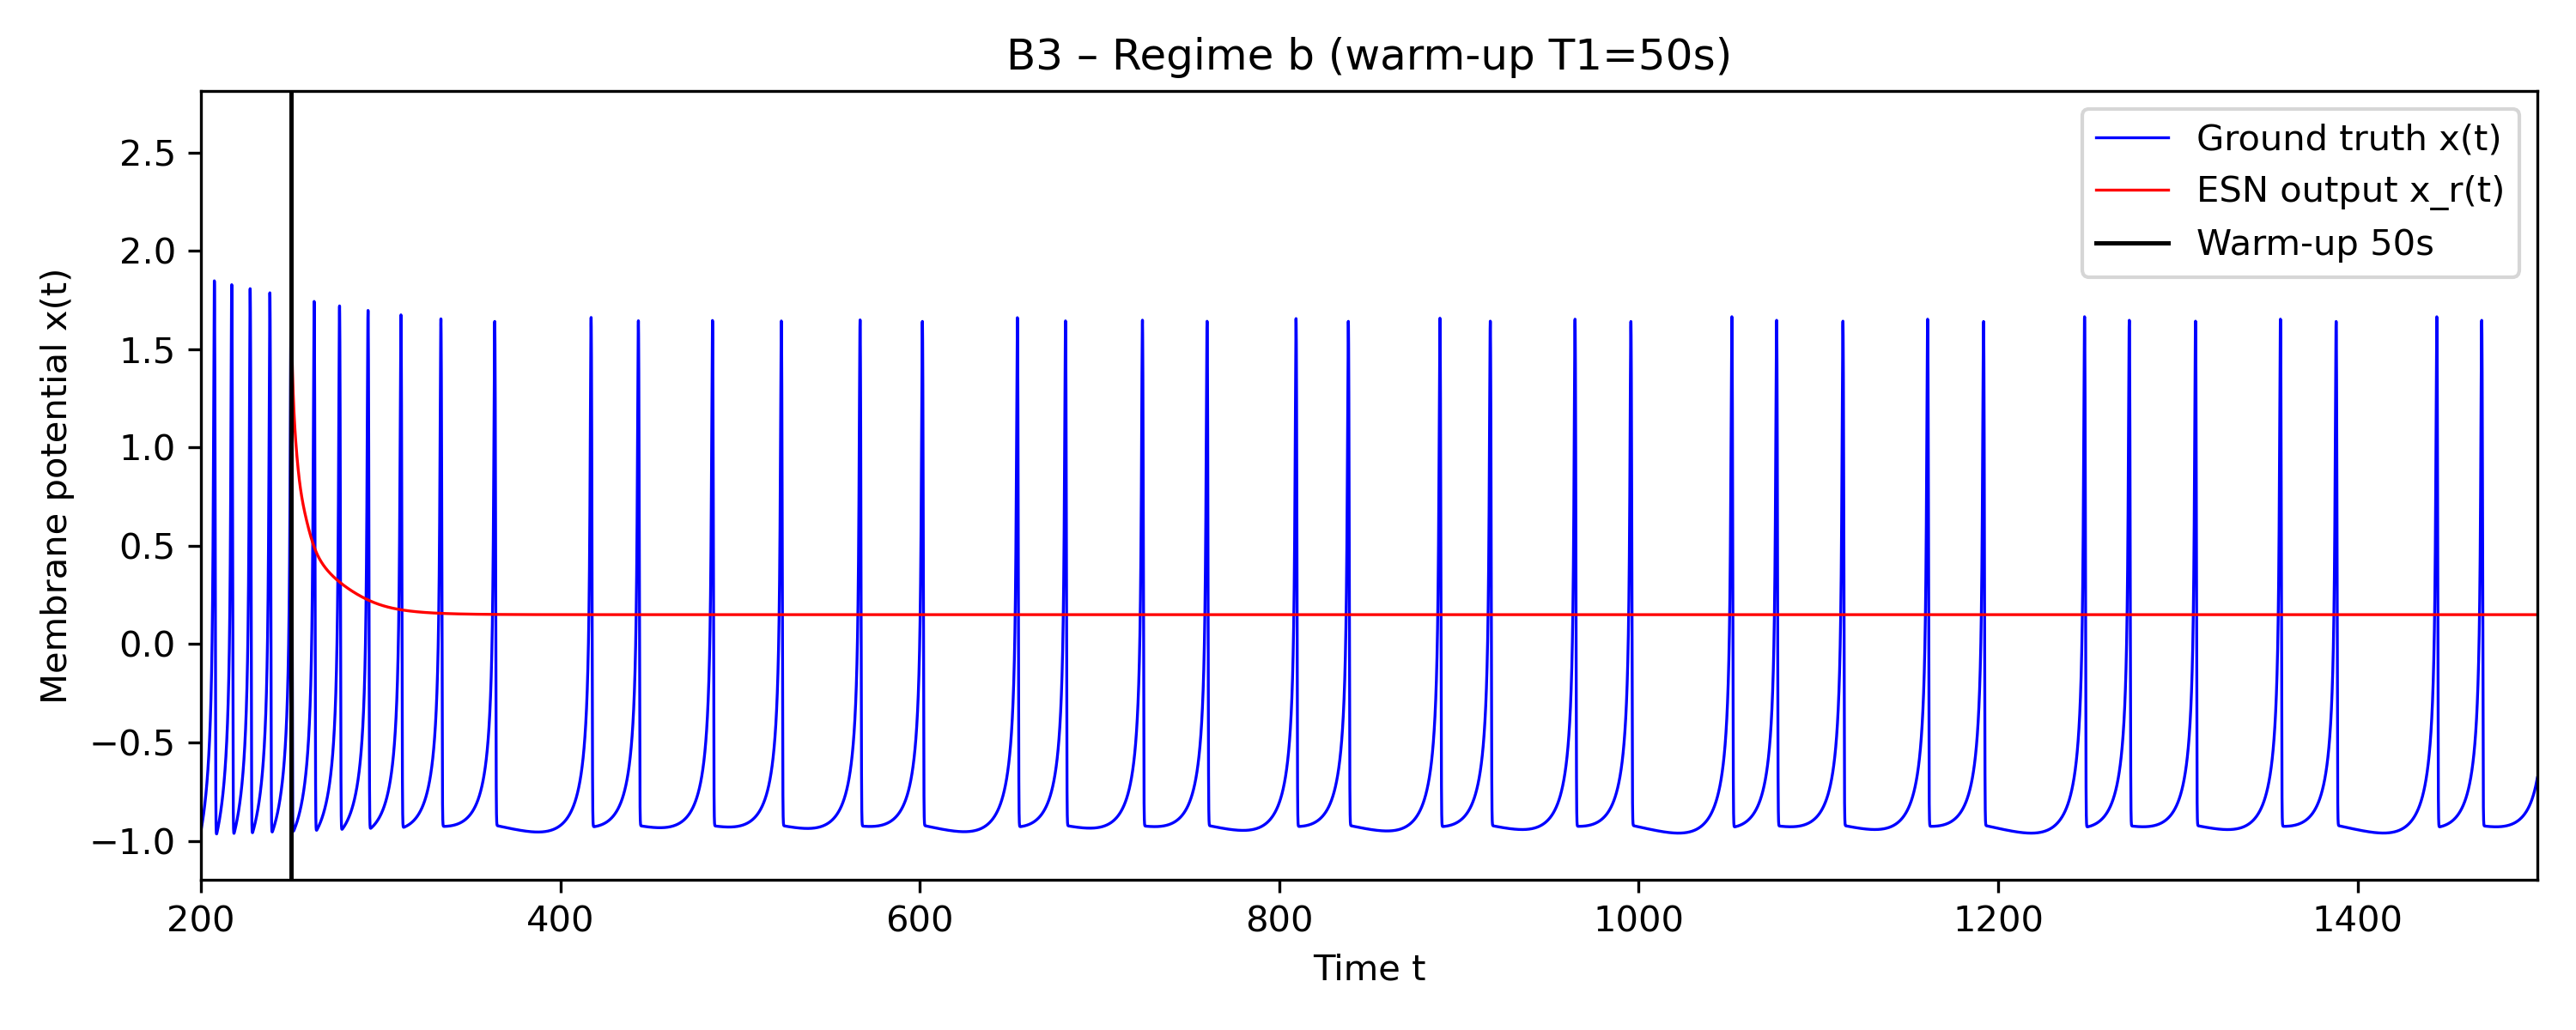 B3 – Regime b (warm-up T1=50s)
Ground truth x(t)
ESN output x_r(t)
Warm-up 50s
Membrane potential x(t)
2.5
2.0
1.5
1.0
0.5
0.0
−0.5
−1.0
200 400 600 800 1000 1200 1400
Time t